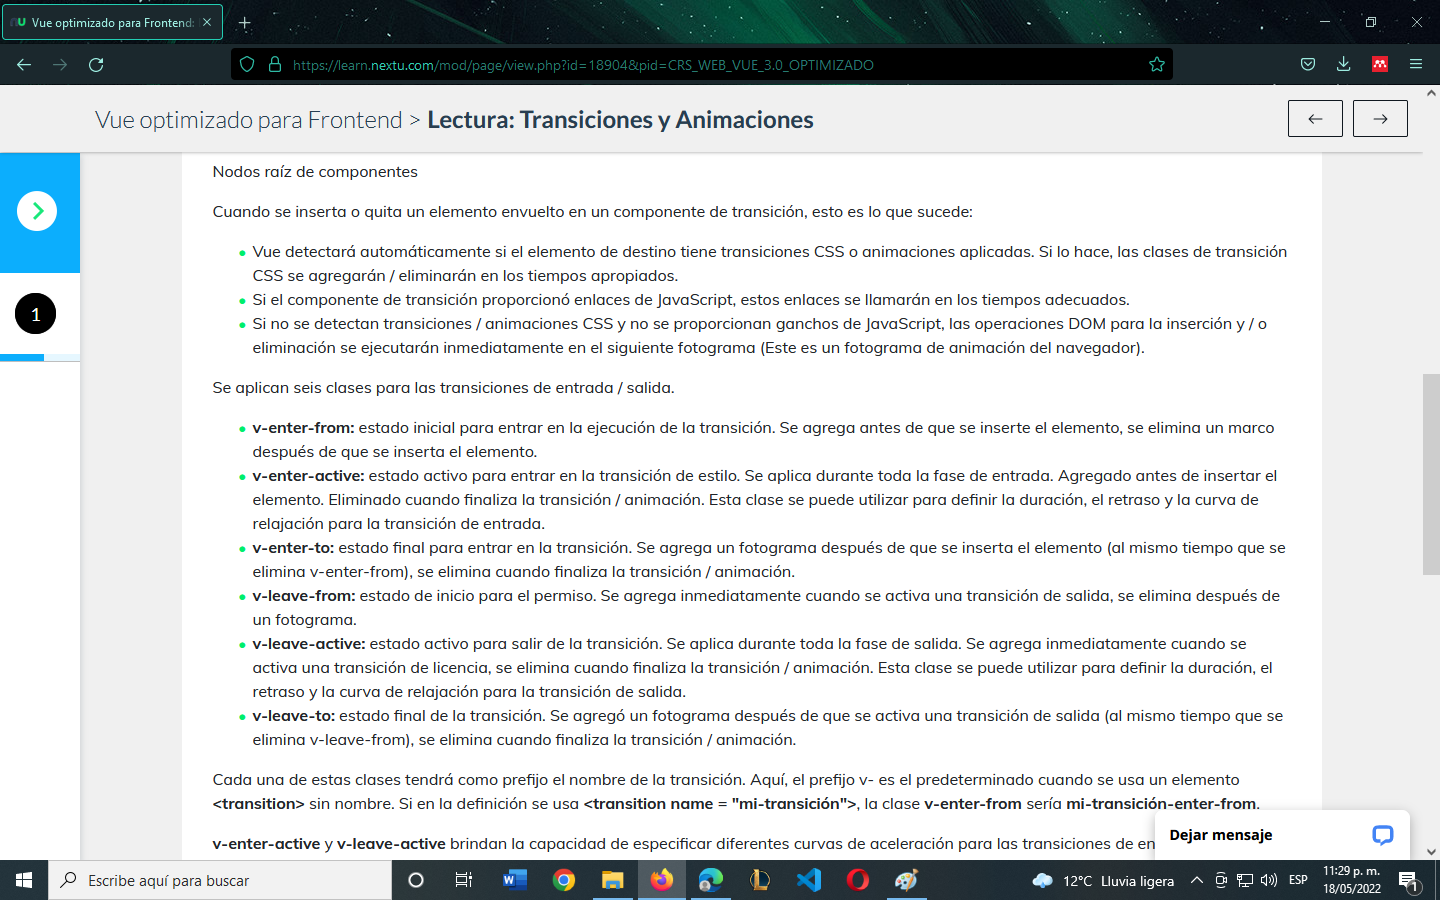 Vue optimizado para Frontend:
https://learn.nextu.com/mod/page/view.php?id=18904&pid=CRS_WEB_VUE_3.0_OPTIMIZADO
Vue optimizado para Frontend > Lectura: Transiciones y Animaciones
1
Nodos raíz de componentes
Cuando se inserta o quita un elemento envuelto en un componente de transición, esto es lo que sucede:
Vue detectará automáticamente si el elemento de destino tiene transiciones CSS o animaciones aplicadas. Si lo hace, las clases de transición
CSS se agregarán / eliminarán en los tiempos apropiados.
Si el componente de transición proporcionó enlaces de JavaScript, estos enlaces se llamarán en los tiempos adecuados.
Si no se detectan transiciones / animaciones CSS y no se proporcionan ganchos de JavaScript, las operaciones DOM para la inserción y / o
eliminación se ejecutarán inmediatamente en el siguiente fotograma (Este es un fotograma de animación del navegador).
Se aplican seis clases para las transiciones de entrada / salida.
v-enter-from: estado inicial para entrar en la ejecución de la transición. Se agrega antes de que se inserte el elemento, se elimina un marco
después de que se inserta el elemento.
v-enter-active: estado activo para entrar en la transición de estilo. Se aplica durante toda la fase de entrada. Agregado antes de insertar el
elemento. Eliminado cuando finaliza la transición / animación. Esta clase se puede utilizar para definir la duración, el retraso y la curva de
relajación para la transición de entrada.
v-enter-to: estado final para entrar en la transición. Se agrega un fotograma después de que se inserta el elemento (al mismo tiempo que se
elimina v-enter-from), se elimina cuando finaliza la transición / animación.
v-leave-from: estado de inicio para el permiso. Se agrega inmediatamente cuando se activa una transición de salida, se elimina después de
un fotograma.
v-leave-active: estado activo para salir de la transición. Se aplica durante toda la fase de salida. Se agrega inmediatamente cuando se
activa una transición de licencia, se elimina cuando finaliza la transición / animación. Esta clase se puede utilizar para definir la duración, el
retraso y la curva de relajación para la transición de salida.
v-leave-to: estado final de la transición. Se agregó un fotograma después de que se activa una transición de salida (al mismo tiempo que se
elimina v-leave-from), se elimina cuando finaliza la transición / animación.
Cada una de estas clases tendrá como prefijo el nombre de la transición. Aquí, el prefijo v- es el predeterminado cuando se usa un elemento
<transition> sin nombre. Si en la definición se usa <transition name = "mi-transición">, la clase v-enter-from sería mi-transición-enter-from.
v-enter-active y v-leave-active brindan la capacidad de especificar diferentes curvas de aceleración para las transiciones de en
Dejar mensaje
Escribe aquí para buscar
12°C Lluvia ligera
ESP
11:29 p. m.
18/05/2022
1